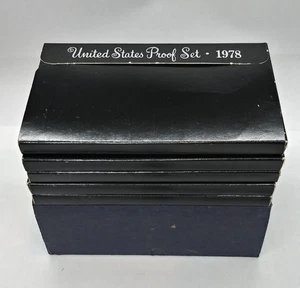 United States Proof Set • 1978